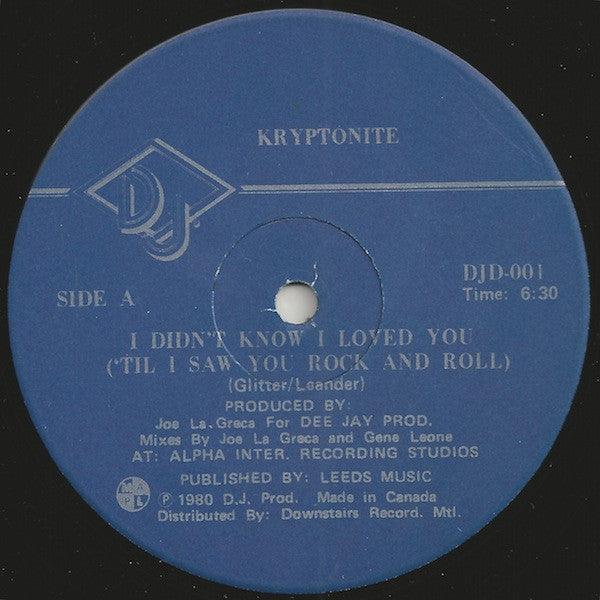 KRYPTONITE
DJ
SIDE A
DJD-001
Time: 6:30
I DIDN'T KNOW I LOVED YOU
('TIL I SAW YOU ROCK AND ROLL)
(Glitter/Leander)
PRODUCED BY:
Joe La Greca For DEE JAY PROD.
Mixes By Joe La Greca and Gene Leone
AT: ALPHA INTER. RECORDING STUDIOS
PUBLISHED BY: LEEDS MUSIC
MAPL
℗ 1980 D.J. Prod. Made in Canada
Distributed By: Downstairs Record. Mtl.